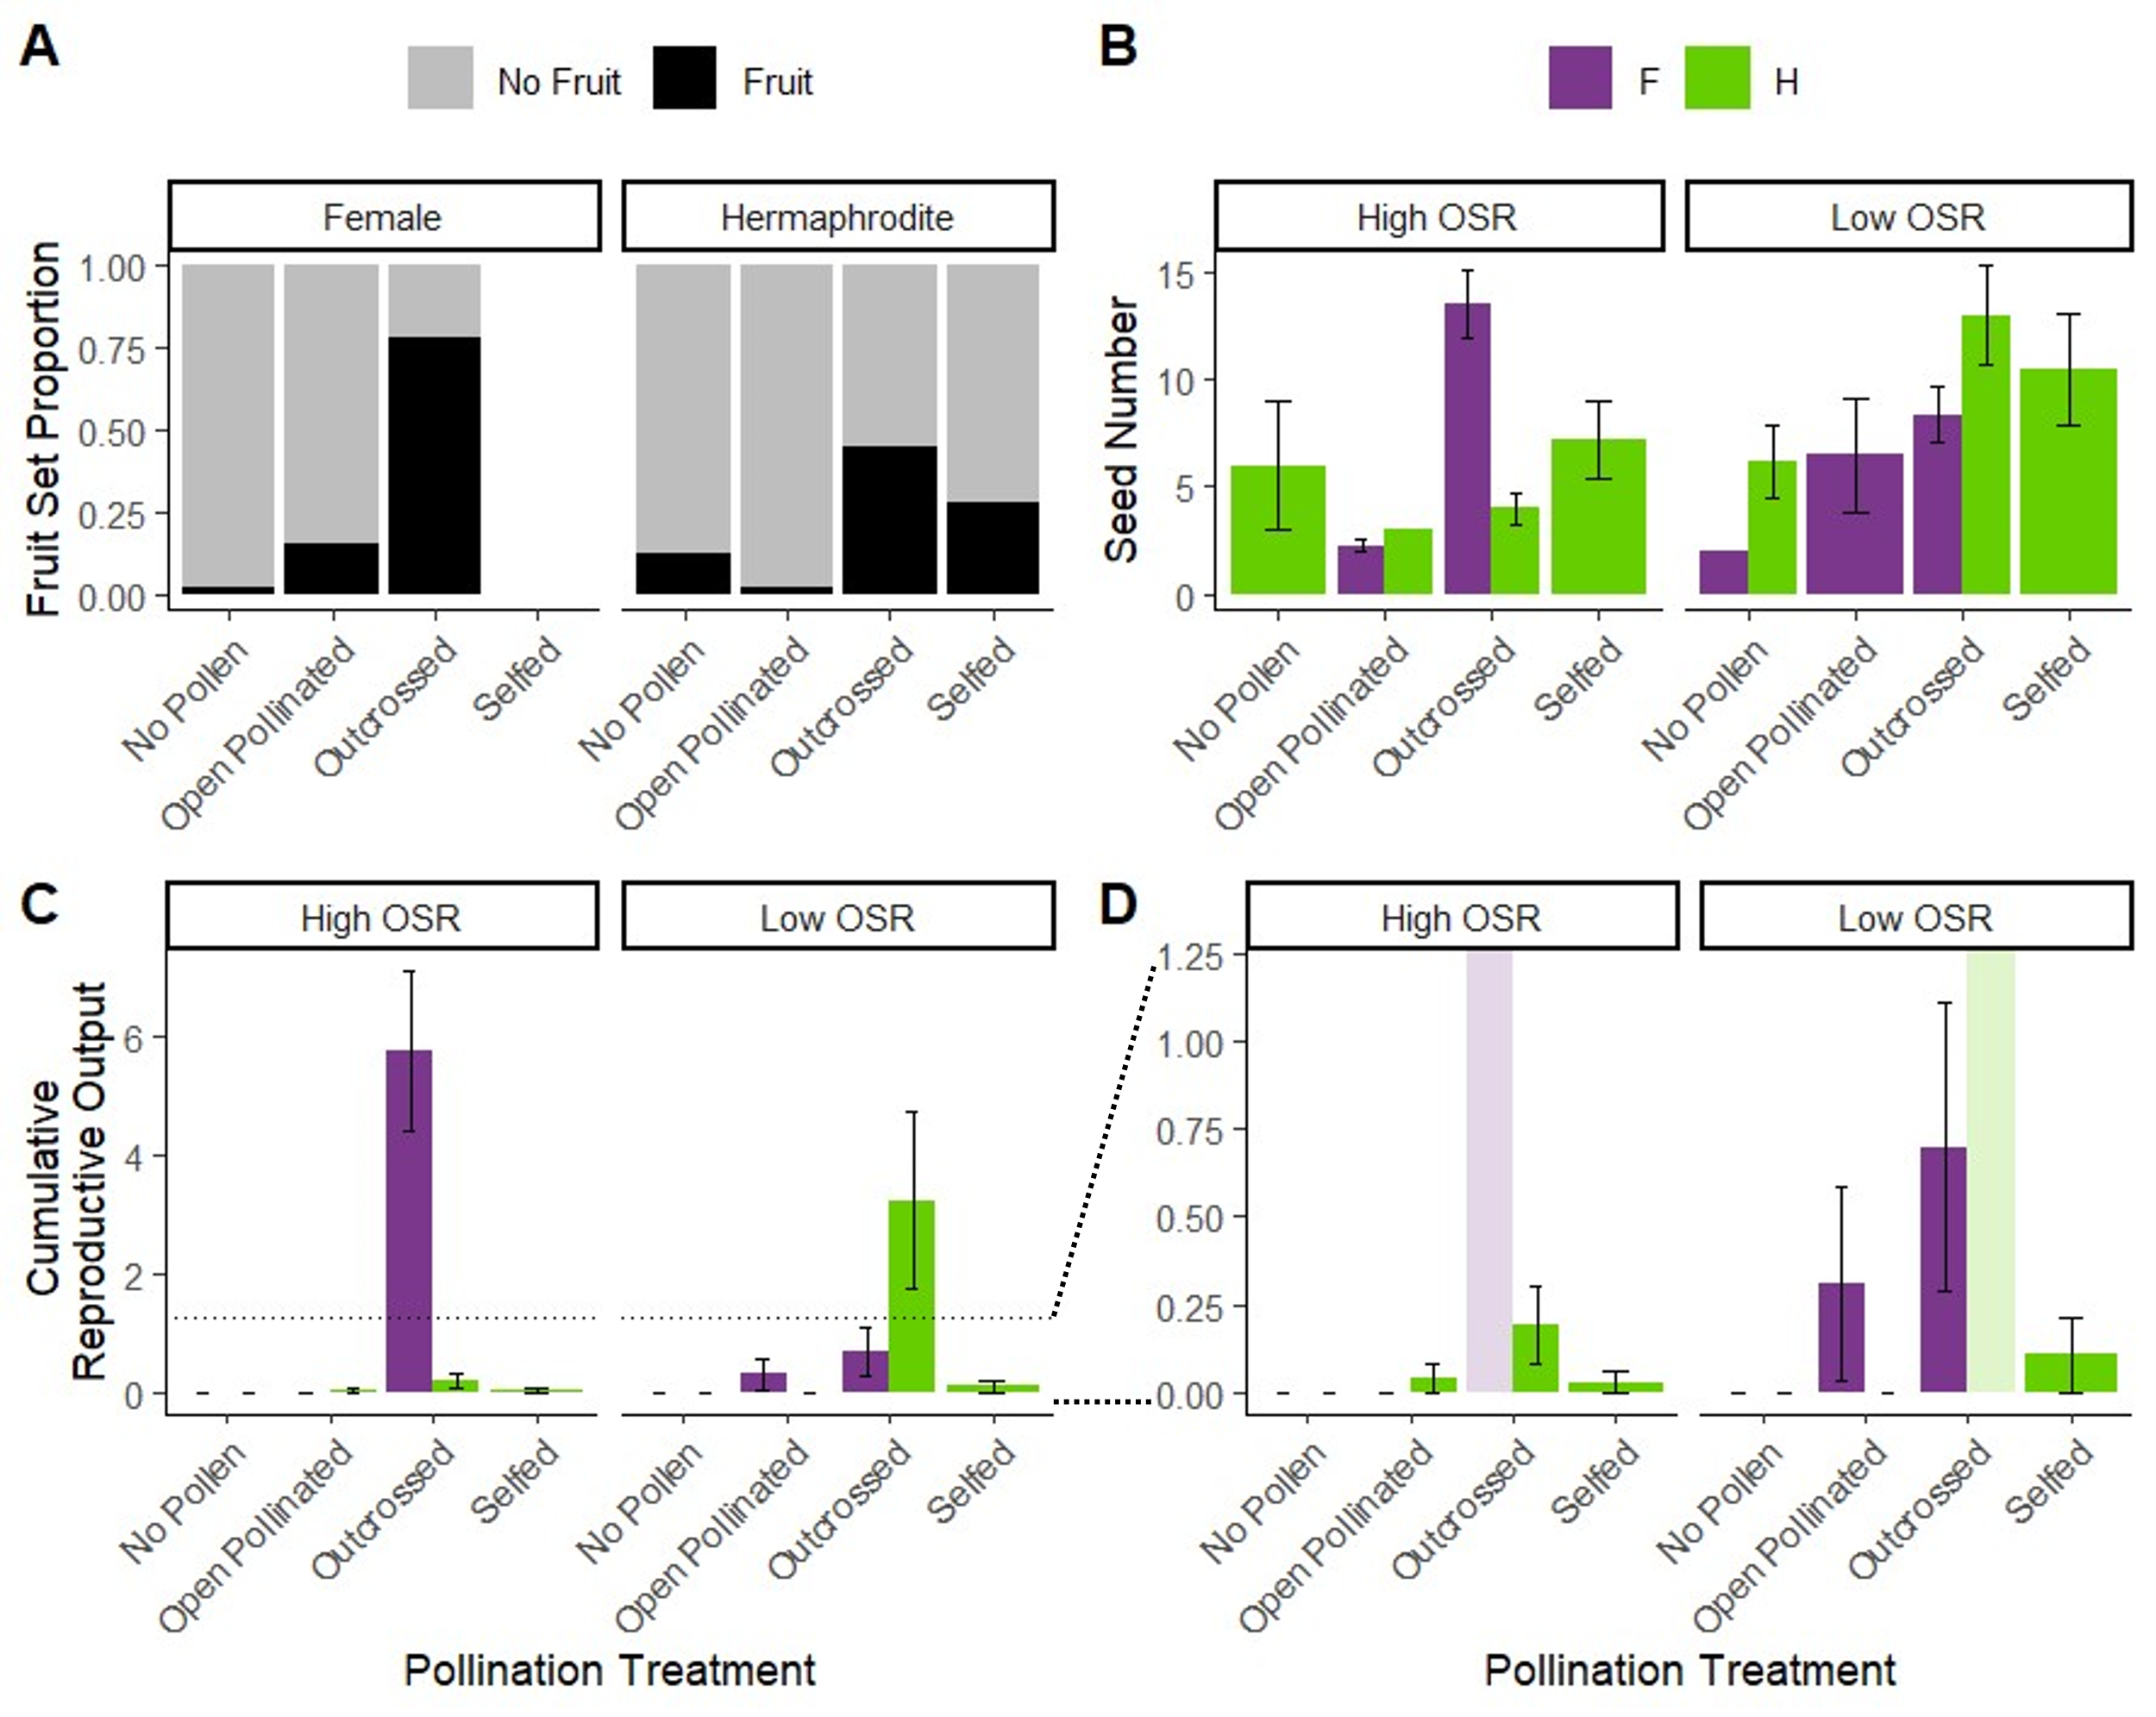 A
No Fruit
Fruit
Female
Hermaphrodite
Fruit Set Proportion
1.00
0.75
0.50
0.25
0.00
No Pollen
Open Pollinated
Outcrossed
Selfed
No Pollen
Open Pollinated
Outcrossed
Selfed
B
F
H
High OSR
Low OSR
Seed Number
15
10
5
0
No Pollen
Open Pollinated
Outcrossed
Selfed
No Pollen
Open Pollinated
Outcrossed
Selfed
C
High OSR
Low OSR
Cumulative
Reproductive Output
6
4
2
0
No Pollen
Open Pollinated
Outcrossed
Selfed
No Pollen
Open Pollinated
Outcrossed
Selfed
Pollination Treatment
D
High OSR
Low OSR
1.25
1.00
0.75
0.50
0.25
0.00
No Pollen
Open Pollinated
Outcrossed
Selfed
No Pollen
Open Pollinated
Outcrossed
Selfed
Pollination Treatment